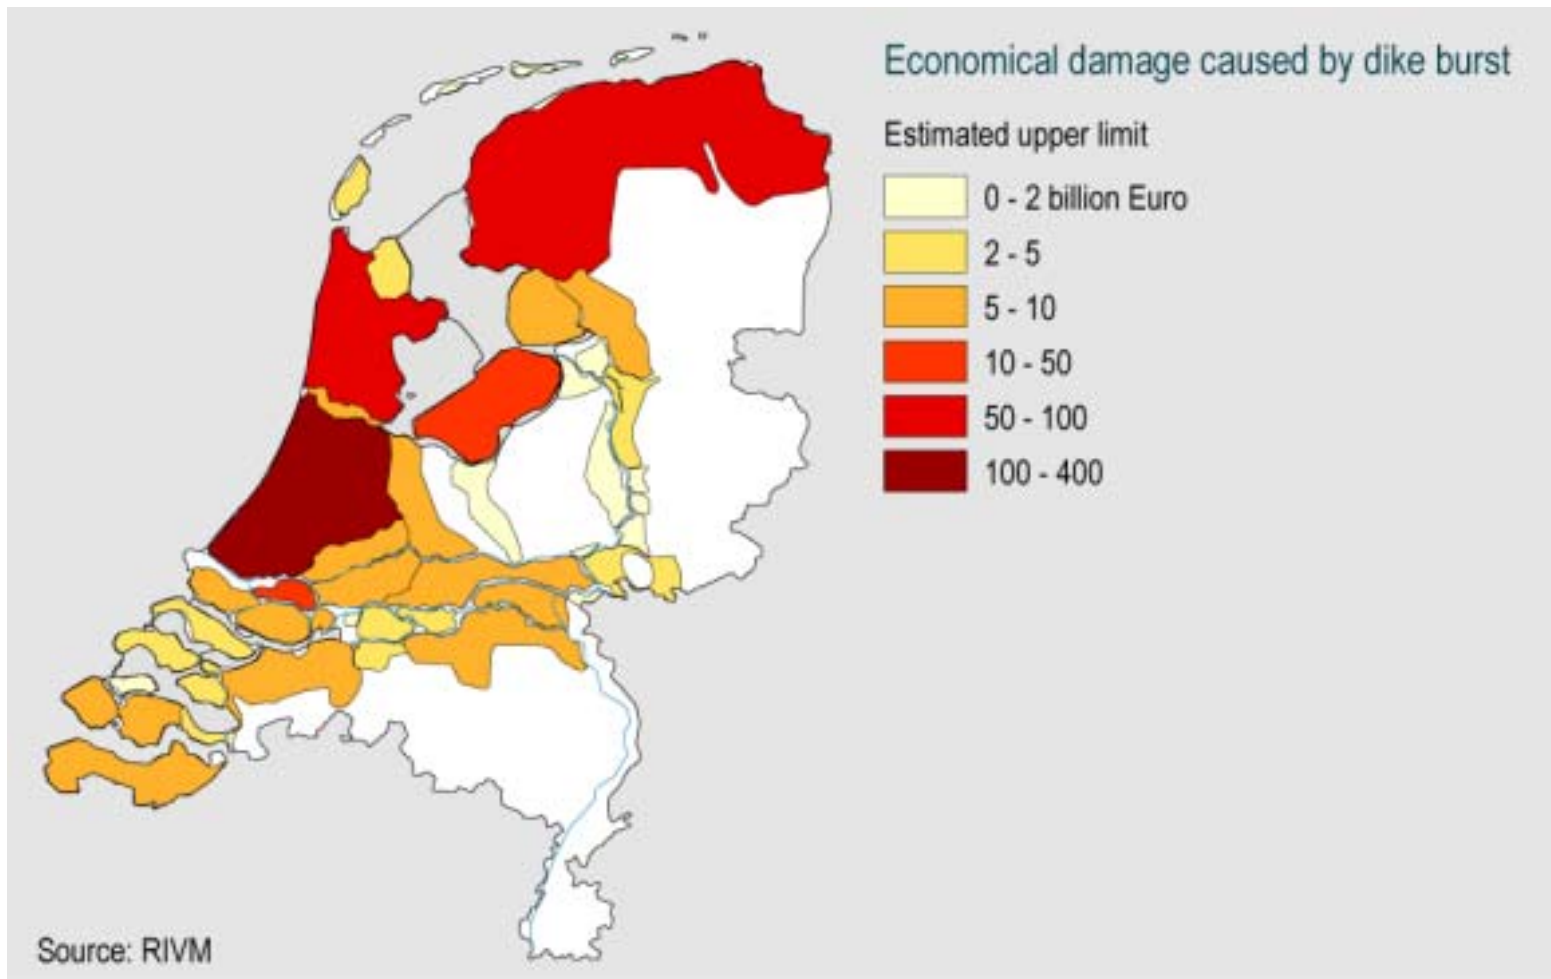 Economical damage caused by dike burst
Estimated upper limit
0 - 2 billion Euro
2 - 5
5 - 10
10 - 50
50 - 100
100 - 400
Source: RIVM